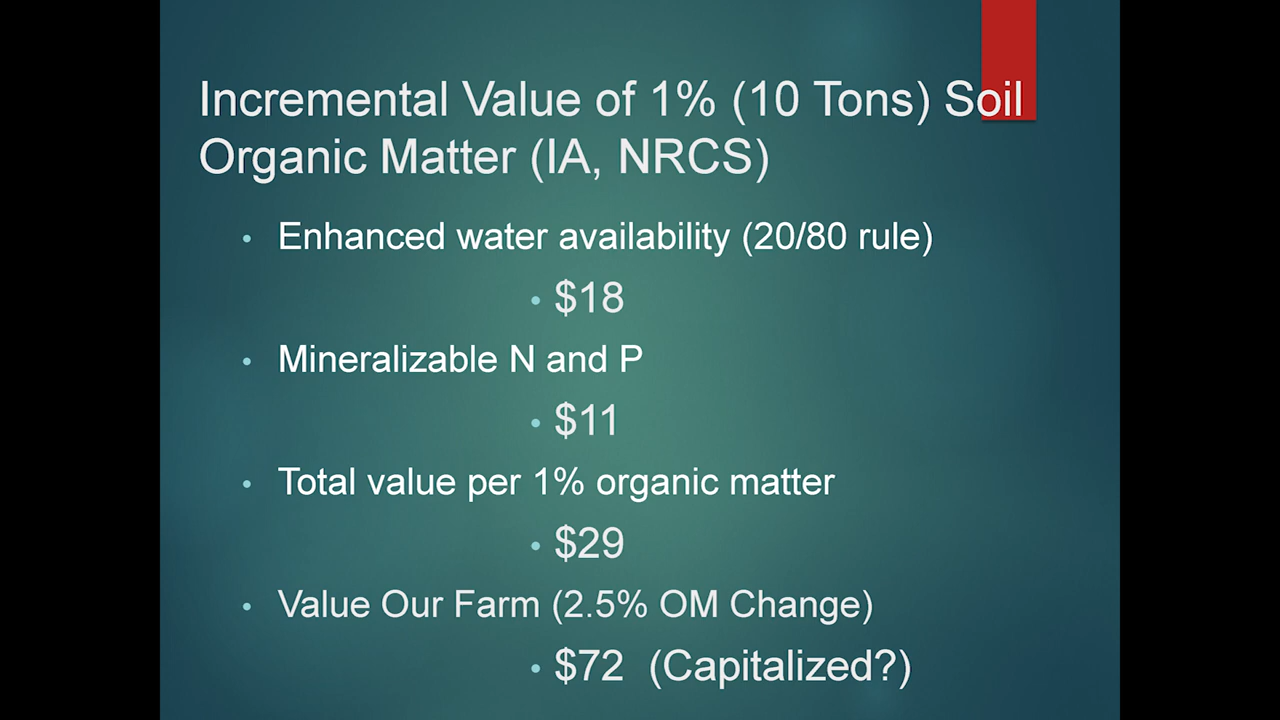 Incremental Value of 1% (10 Tons) Soil
Organic Matter (IA, NRCS)
• Enhanced water availability (20/80 rule)
• $18
• Mineralizable N and P
• $11
• Total value per 1% organic matter
• $29
• Value Our Farm (2.5% OM Change)
• $72 (Capitalized?)